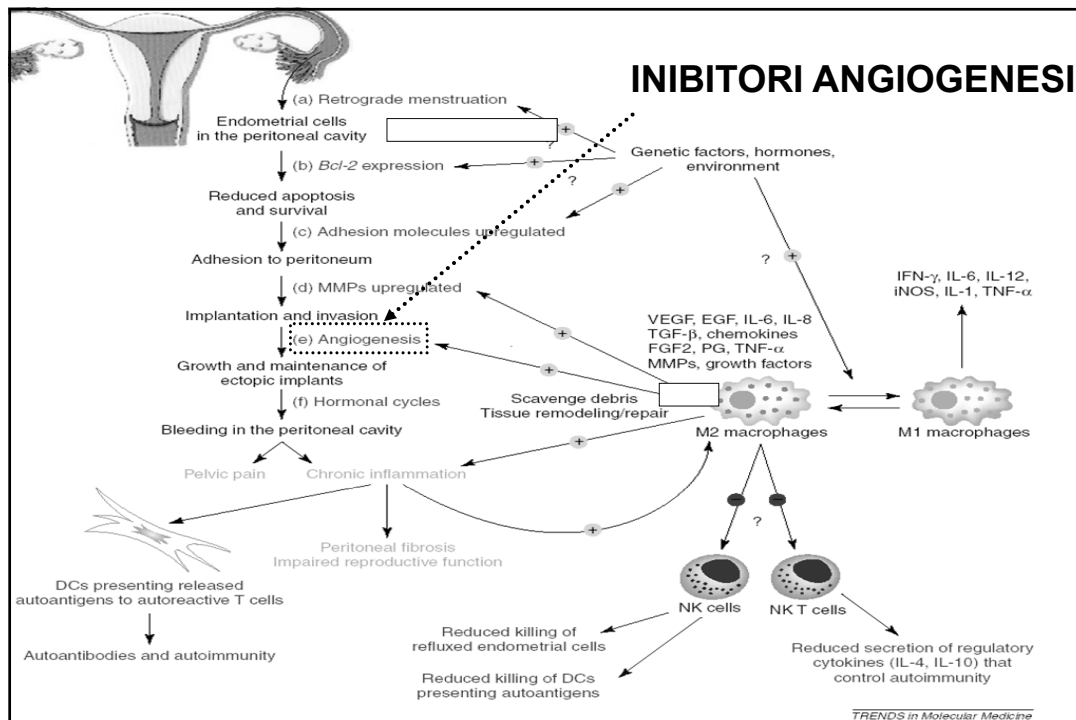 INIBITORI ANGIOGENESI
(a) Retrograde menstruation
Endometrial cells
in the peritoneal cavity
+
?
Genetic factors, hormones,
environment
(b) Bcl-2 expression
+
?
Reduced apoptosis
and survival
+
(c) Adhesion molecules upregulated
Adhesion to peritoneum
?
+
(d) MMPs upregulated
IFN-γ, IL-6, IL-12,
iNOS, IL-1, TNF-α
Implantation and invasion
VEGF, EGF, IL-6, IL-8
TGF-β, chemokines
FGF2, PG, TNF-α
MMPs, growth factors
+
(e) Angiogenesis
+
Growth and maintenance of
ectopic implants
Scavenge debris
Tissue remodeling/repair
(f) Hormonal cycles
Bleeding in the peritoneal cavity
+
M2 macrophages
M1 macrophages
Pelvic pain
Chronic inflammation
+
−
−
?
Peritoneal fibrosis
Impaired reproductive function
DCs presenting released
autoantigens to autoreactive T cells
NK cells
NK T cells
Autoantibodies and autoimmunity
Reduced killing of
refluxed endometrial cells
Reduced killing of DCs
presenting autoantigens
Reduced secretion of regulatory
cytokines (IL-4, IL-10) that
control autoimmunity
TRENDS in Molecular Medicine